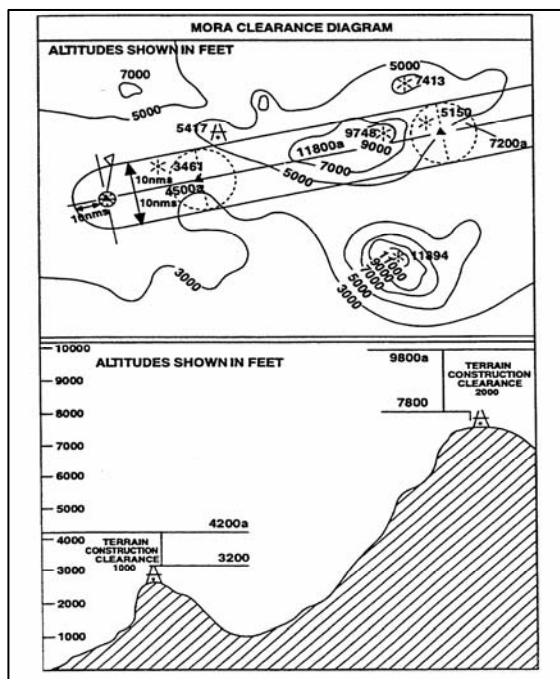 MORA CLEARANCE DIAGRAM
ALTITUDES SHOWN IN FEET
7000
5000
5000
7413
5417
5150
9748
11800a
9000
7200a
7000
3461
10nms
4500a
10nms
5000
10nms
11894
11000
9000
7000
5000
3000
3000
10000
ALTITUDES SHOWN IN FEET
9800a
TERRAIN
CONSTRUCTION
CLEARANCE
2000
9000
8000
7800
7000
6000
5000
4200a
4000
TERRAIN
CONSTRUCTION
CLEARANCE
1000
3200
3000
2000
1000